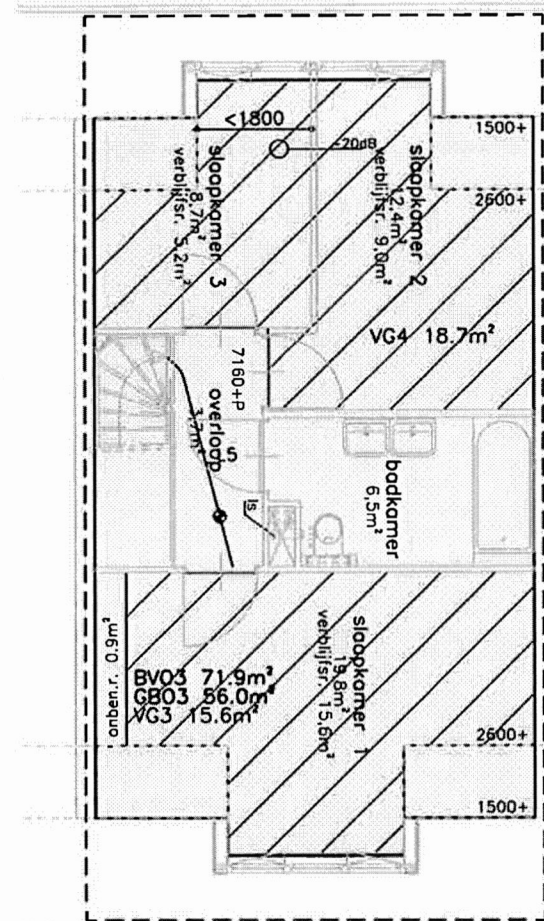 <1800
1500+
-20dB
slaapkamer 3
8,7m²
verblijfsr. 5.2m²
slaapkamer 2
12.4m²
verblijfsr. 9.0m²
2600+
VG4 18.7m²
7160+P
overloop
3,7m²
15
ls
badkamer
6,5m²
onben.r. 0.9m²
slaapkamer 1
19,8m²
verblijfsr. 15,6m²
BVO3 71.9m²
GBO3 56.0m²
VG3 15.6m²
2600+
1500+